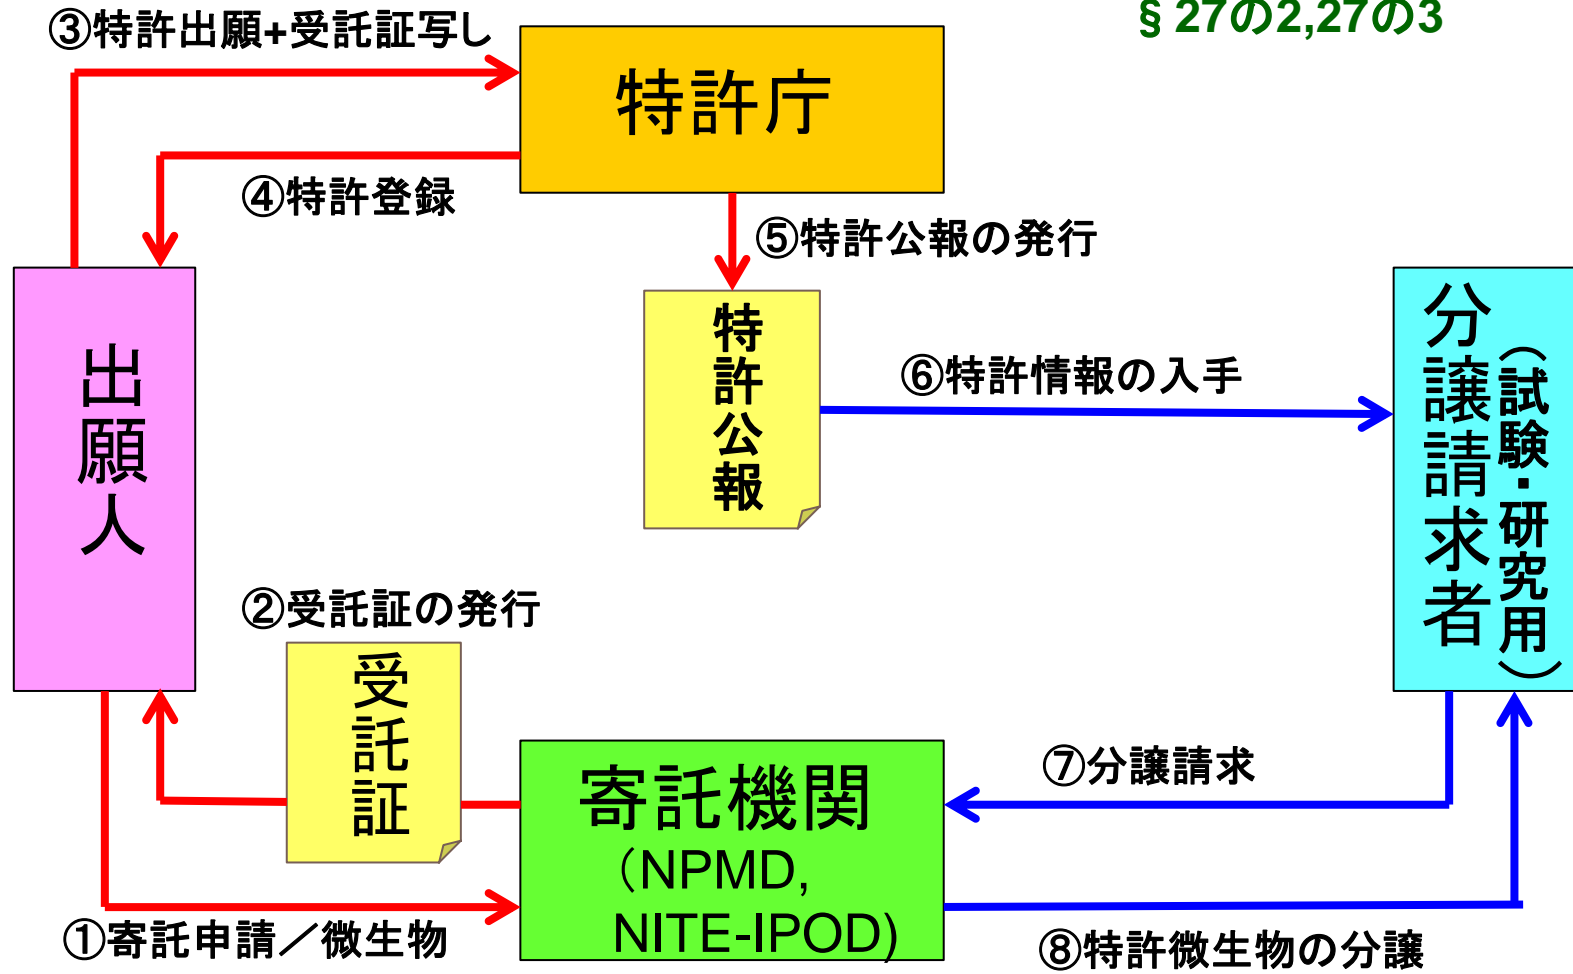 §27の2,27の3
③特許出願+受託証写し
特許庁
④特許登録
⑤特許公報の発行
出願人
特許公報
⑥特許情報の入手
分譲請求者
（試験・研究用）
②受託証の発行
受託証
寄託機関
（NPMD,
NITE-IPOD)
⑦分譲請求
①寄託申請／微生物
⑧特許微生物の分譲